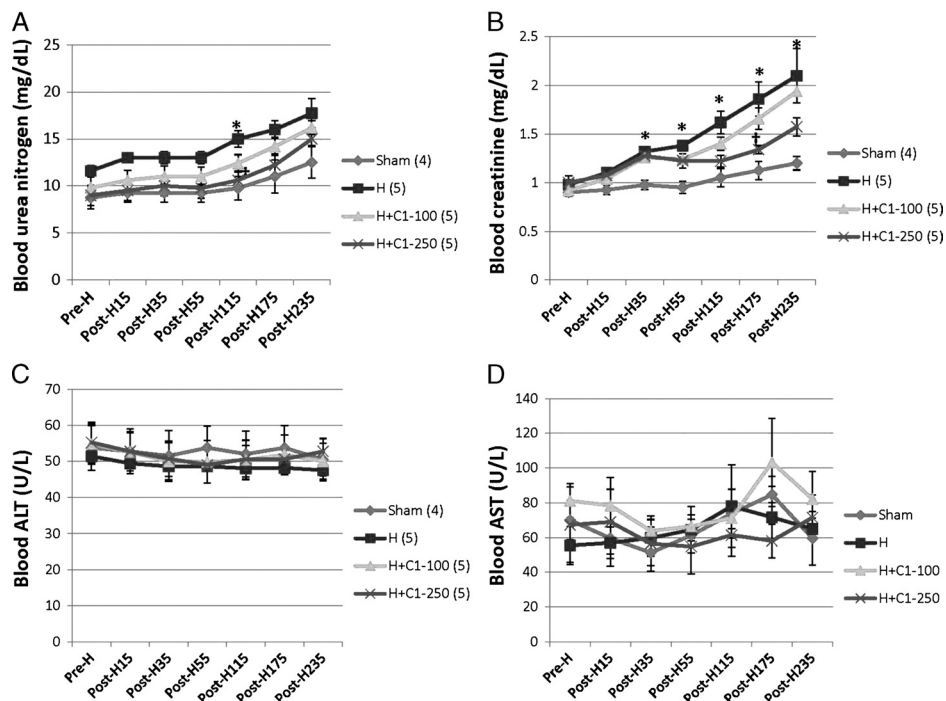 A
Blood urea nitrogen (mg/dL)
25
20
15
10
5
0
*
Pre-H
Post-H15
Post-H35
Post-H55
Post-H115
Post-H175
Post-H235
Sham (4)
H (5)
H+C1-100 (5)
H+C1-250 (5)
B
Blood creatinine (mg/dL)
2.5
2
1.5
1
0.5
0
* * * * *
Pre-H
Post-H15
Post-H35
Post-H55
Post-H115
Post-H175
Post-H235
Sham (4)
H (5)
H+C1-100 (5)
H+C1-250 (5)
C
Blood ALT (U/L)
70
60
50
40
30
20
10
0
Pre-H
Post-H15
Post-H35
Post-H55
Post-H115
Post-H175
Post-H235
Sham (4)
H (5)
H+C1-100 (5)
H+C1-250 (5)
D
Blood AST (U/L)
140
120
100
80
60
40
20
0
Pre-H
Post-H15
Post-H35
Post-H55
Post-H115
Post-H175
Post-H235
Sham
H
H+C1-100
H+C1-250